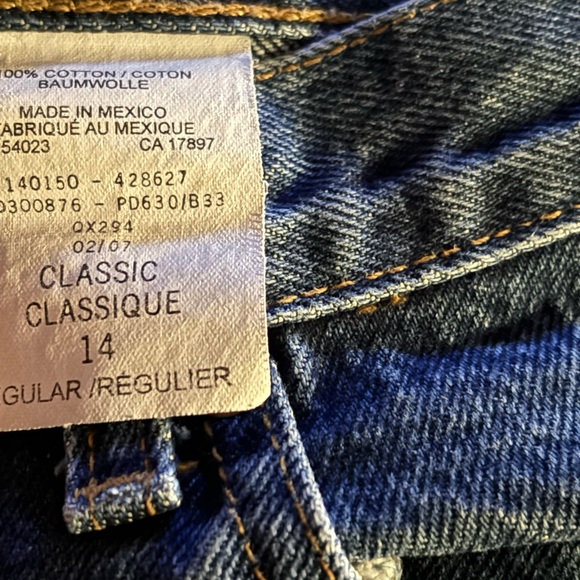 100% COTTON / COTON
BAUMWOLLE
MADE IN MEXICO
FABRIQUÉ AU MEXIQUE
54023 CA 17897
140150 - 428627
0300876 - PD630/B33
QX294
02/07
CLASSIC
CLASSIQUE
14
GULAR /RÉGULIER